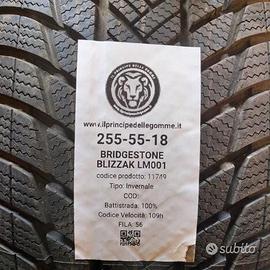 IL PRINCIPE DELLE GOMME
www.ilprincipedellegomme.it
255-55-18
BRIDGESTONE
BLIZZAK LM001
codice prodotto: 11749
Tipo: Invernale
COD:
Battistrada: 100%
Codice Velocità: 109h
FILA: 56
subito